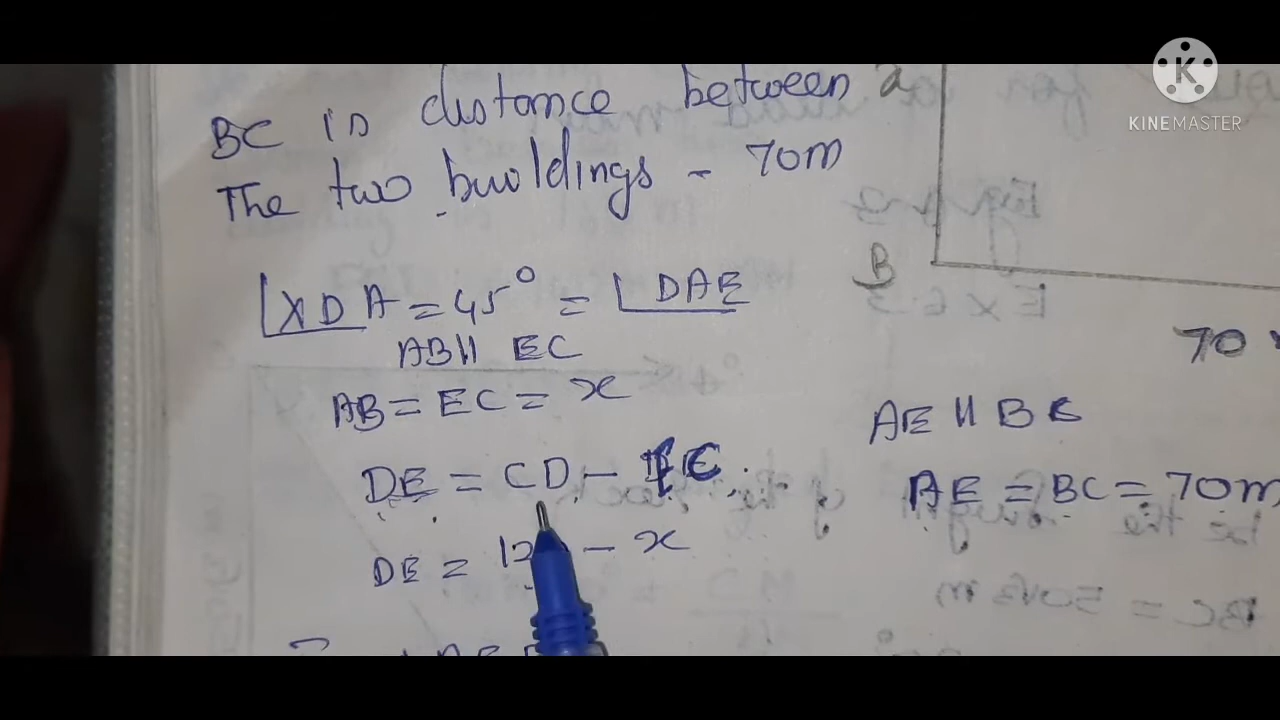 BC is distance between
The two buildings - 70m
∠XDA = 45° = ∠DAE
AB || EC
AB = EC = x
DE = CD - EC
DE = - x
B
70
AE || BC
AE = BC = 70m
K
KINEMASTER